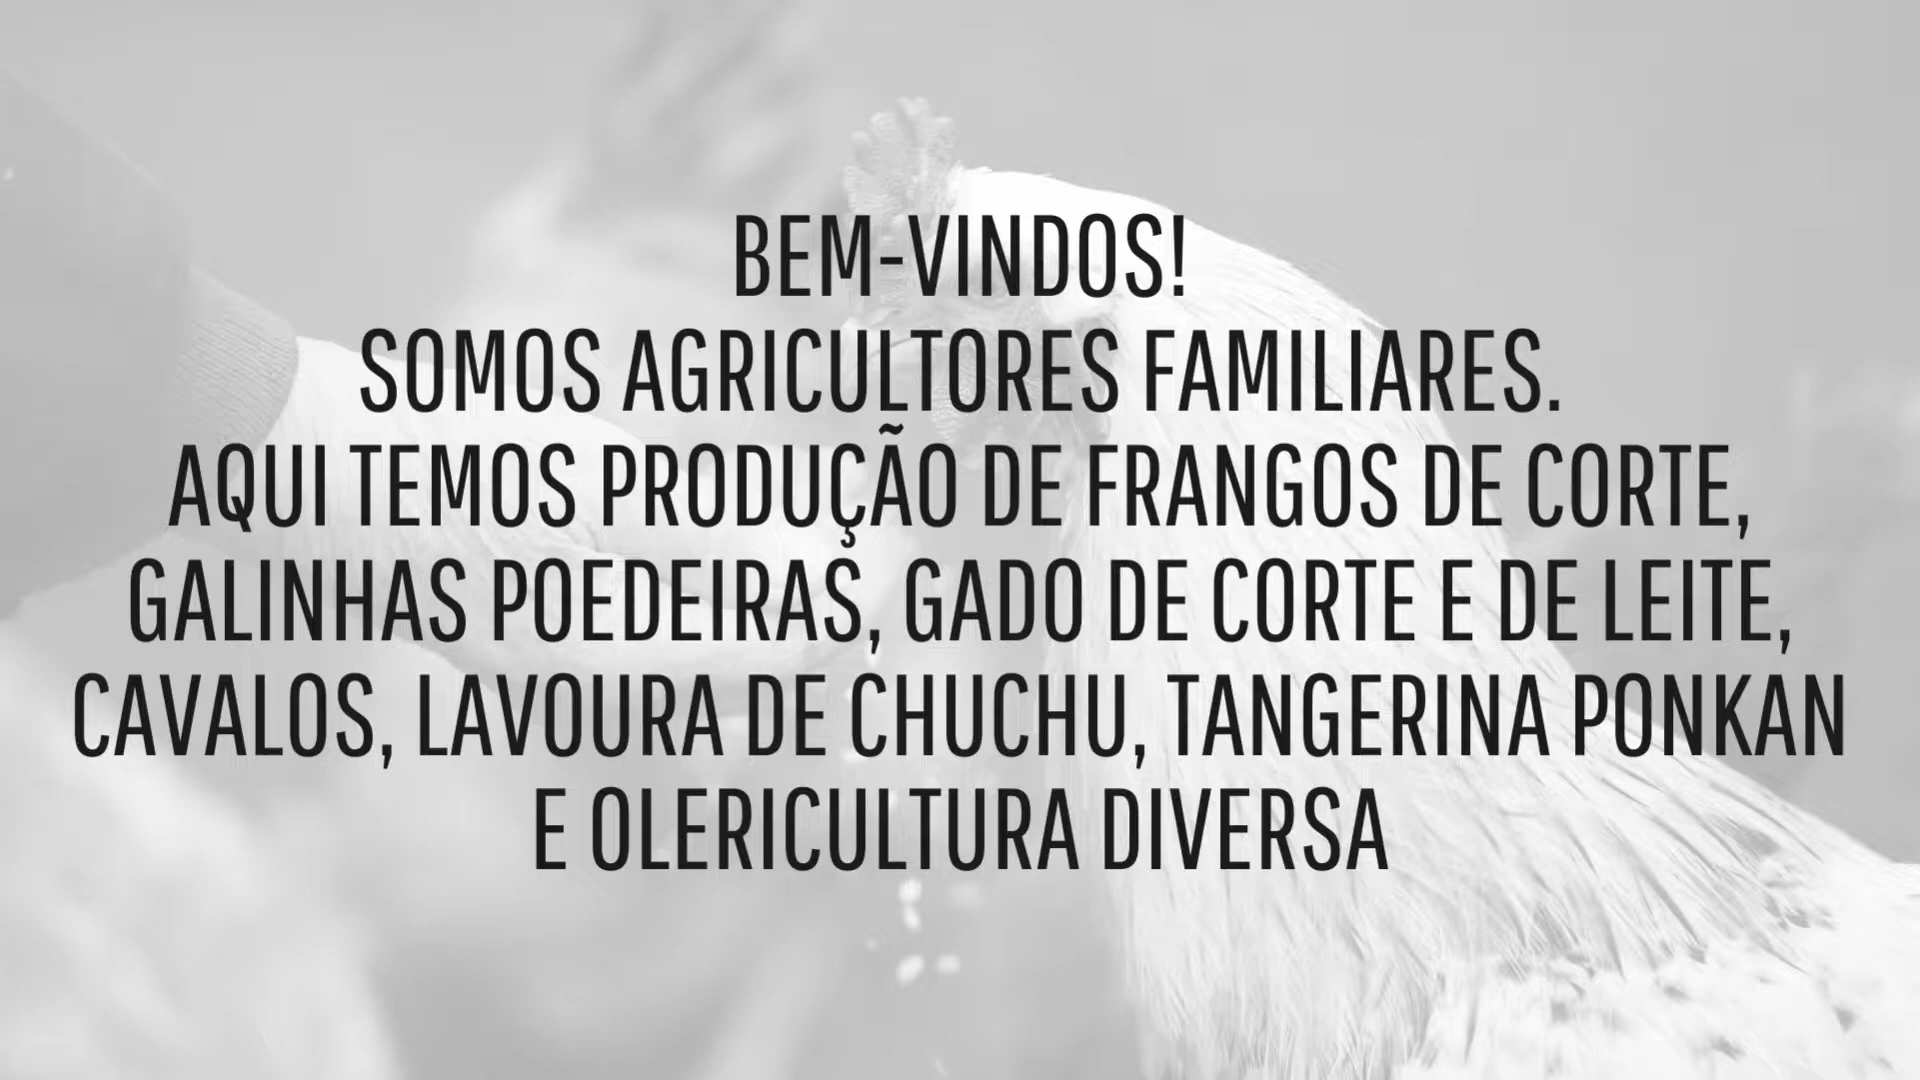 BEM-VINDOS!
SOMOS AGRICULTORES FAMILIARES.
AQUI TEMOS PRODUÇÃO DE FRANGOS DE CORTE,
GALINHAS POEDEIRAS, GADO DE CORTE E DE LEITE,
CAVALOS, LAVOURA DE CHUCHU, TANGERINA PONKAN
E OLERICULTURA DIVERSA